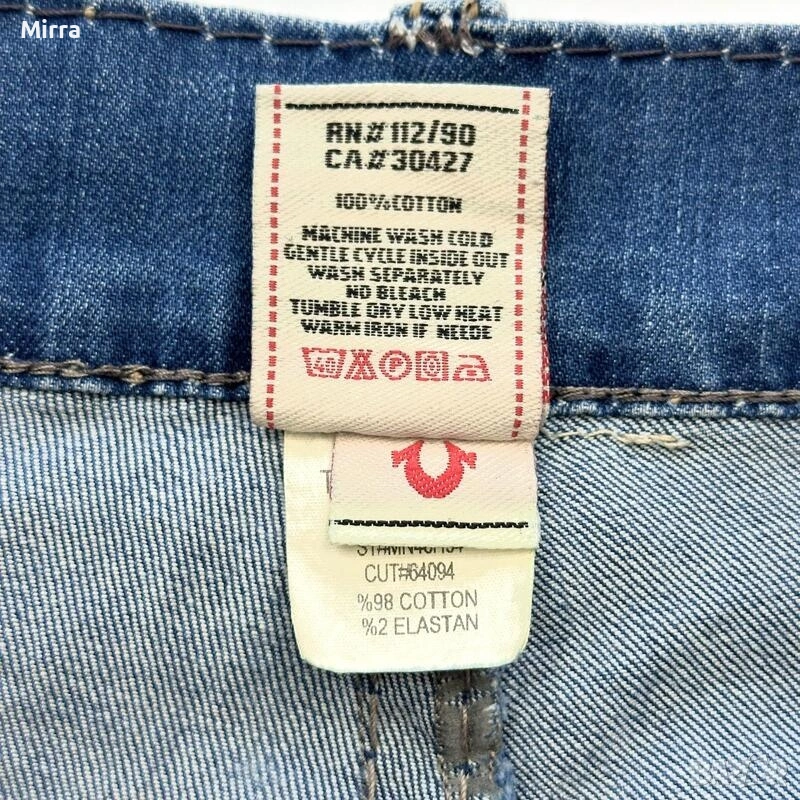 Mirra
RN#112/90
CA#30427
100%COTTON
MACHINE WASH COLD
GENTLE CYCLE INSIDE OUT
WASH SEPARATELY
NO BLEACH
TUMBLE DRY LOW HEAT
WARM IRON IF NEEDE
40
P
CUT#64094
%98 COTTON
%2 ELASTAN